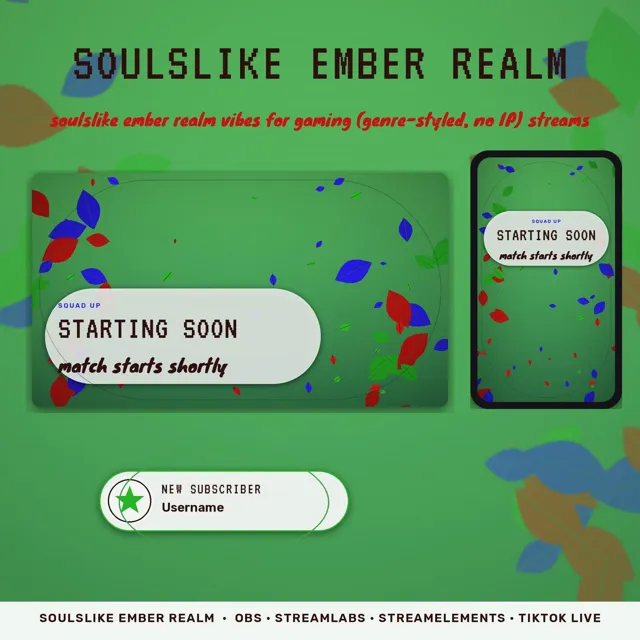 SOULSLIKE EMBER REALM
soulslike ember realm vibes for gaming (genre-styled, no IP) streams
SQUAD UP
STARTING SOON
match starts shortly
SQUAD UP
STARTING SOON
match starts shortly
NEW SUBSCRIBER
Username
SOULSLIKE EMBER REALM • OBS • STREAMLABS • STREAMELEMENTS • TIKTOK LIVE